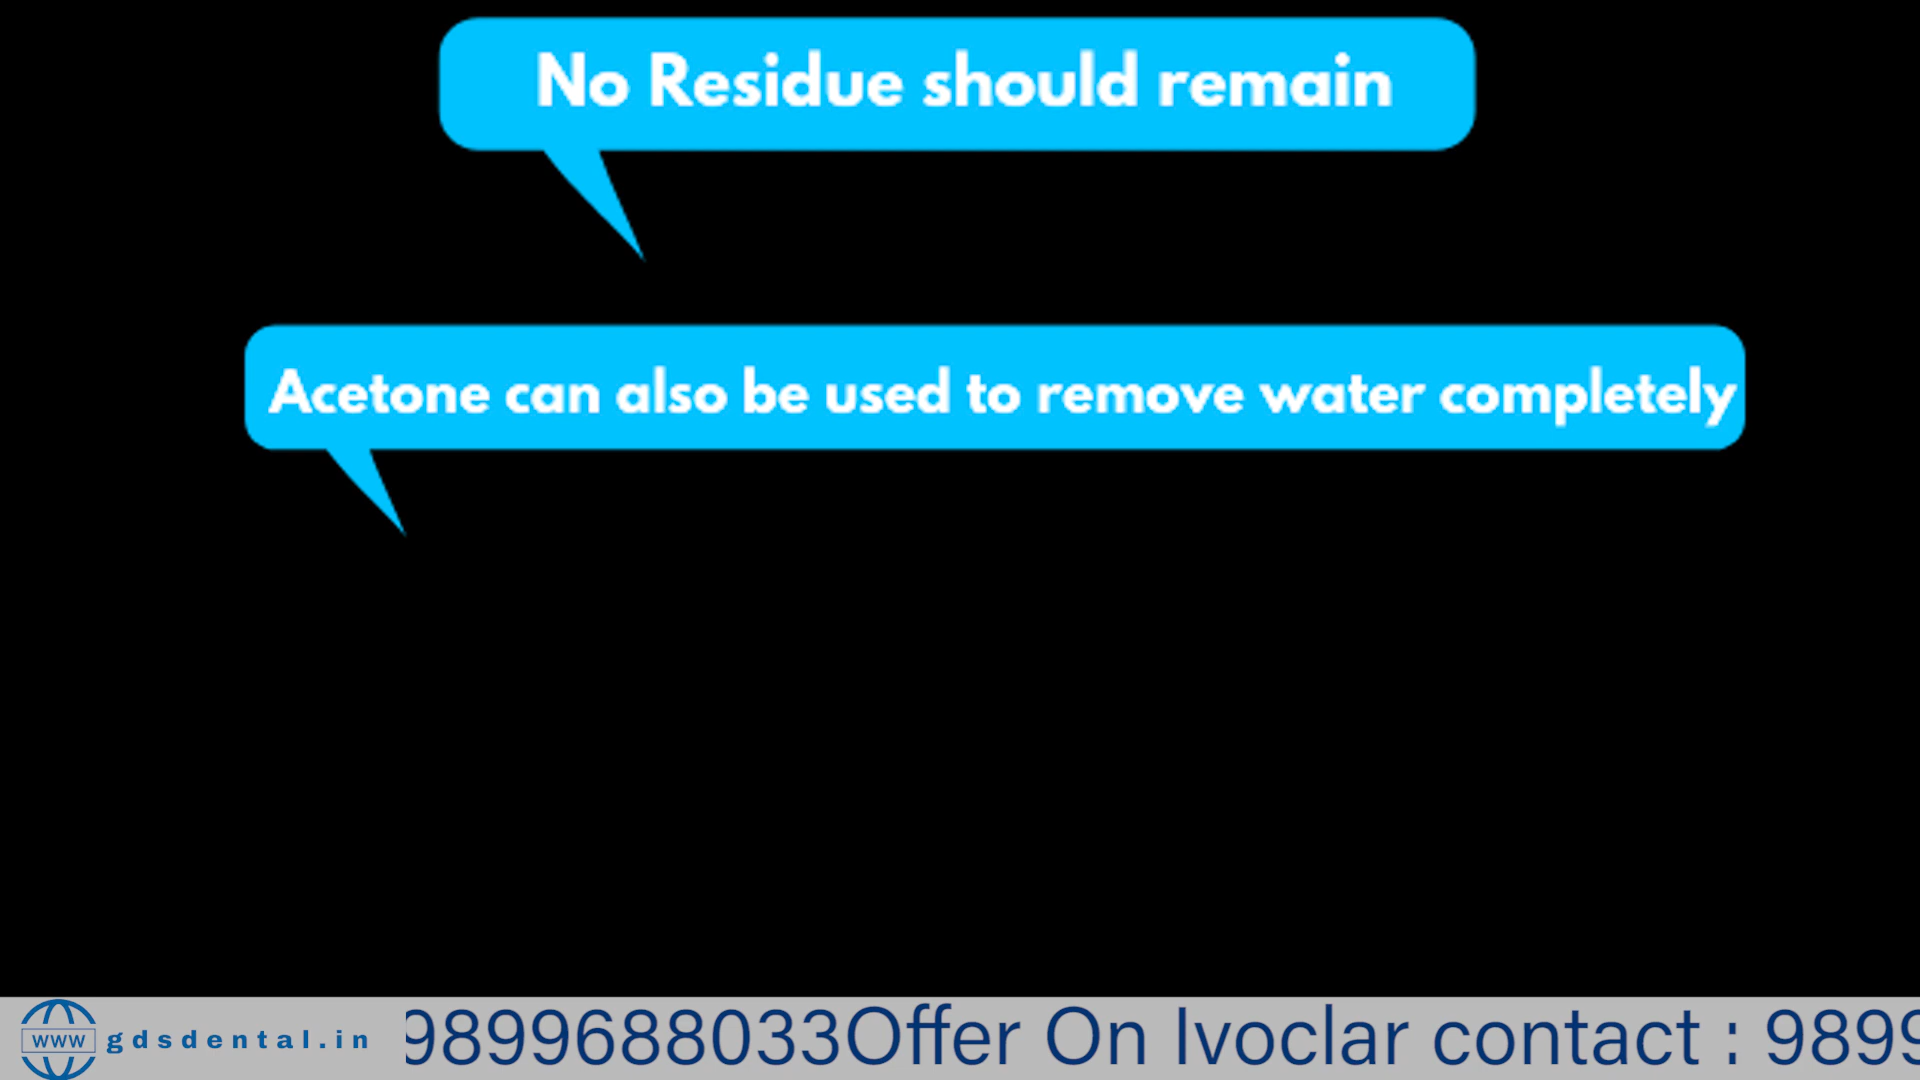 No Residue should remain
Acetone can also be used to remove water completely
www gdsdental.in
9899688033Offer On Ivoclar contact : 989